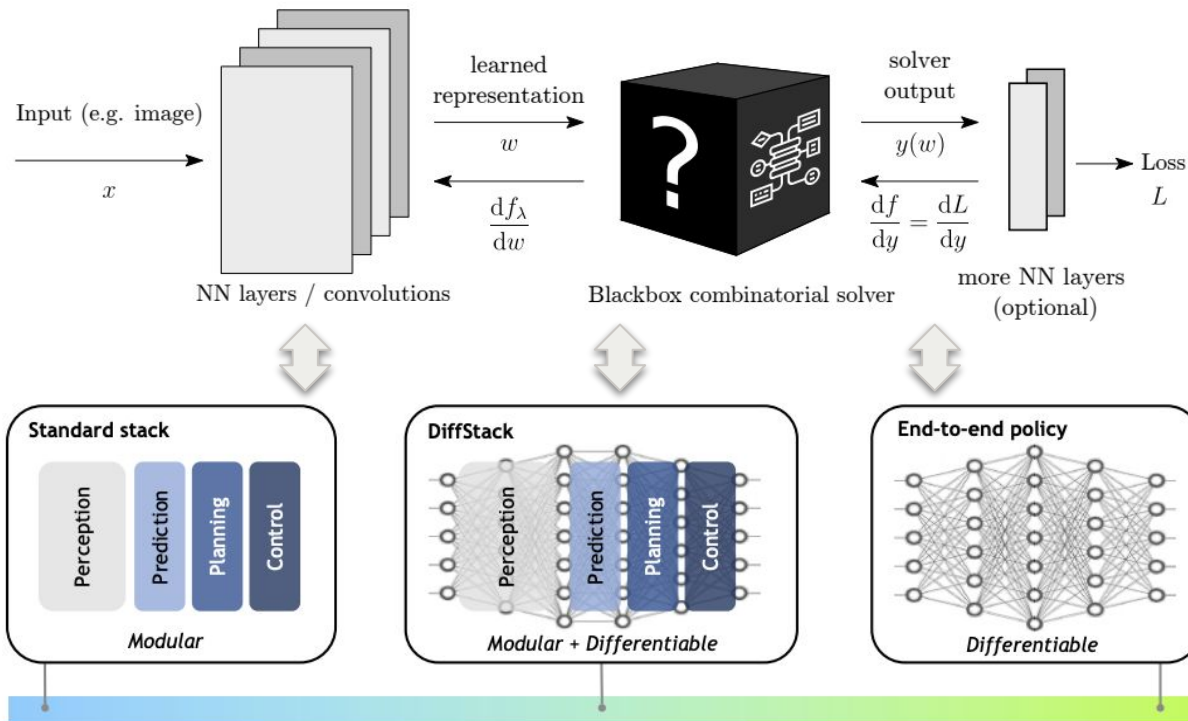 Input (e.g. image)
x
NN layers / convolutions
learned
representation
w
df_λ
dw
?
Blackbox combinatorial solver
solver
output
y(w)
df = dL
dy dy
more NN layers
(optional)
Loss
L
Standard stack
Perception
Prediction
Planning
Control
Modular
DiffStack
Perception
Prediction
Planning
Control
Modular + Differentiable
End-to-end policy
Differentiable